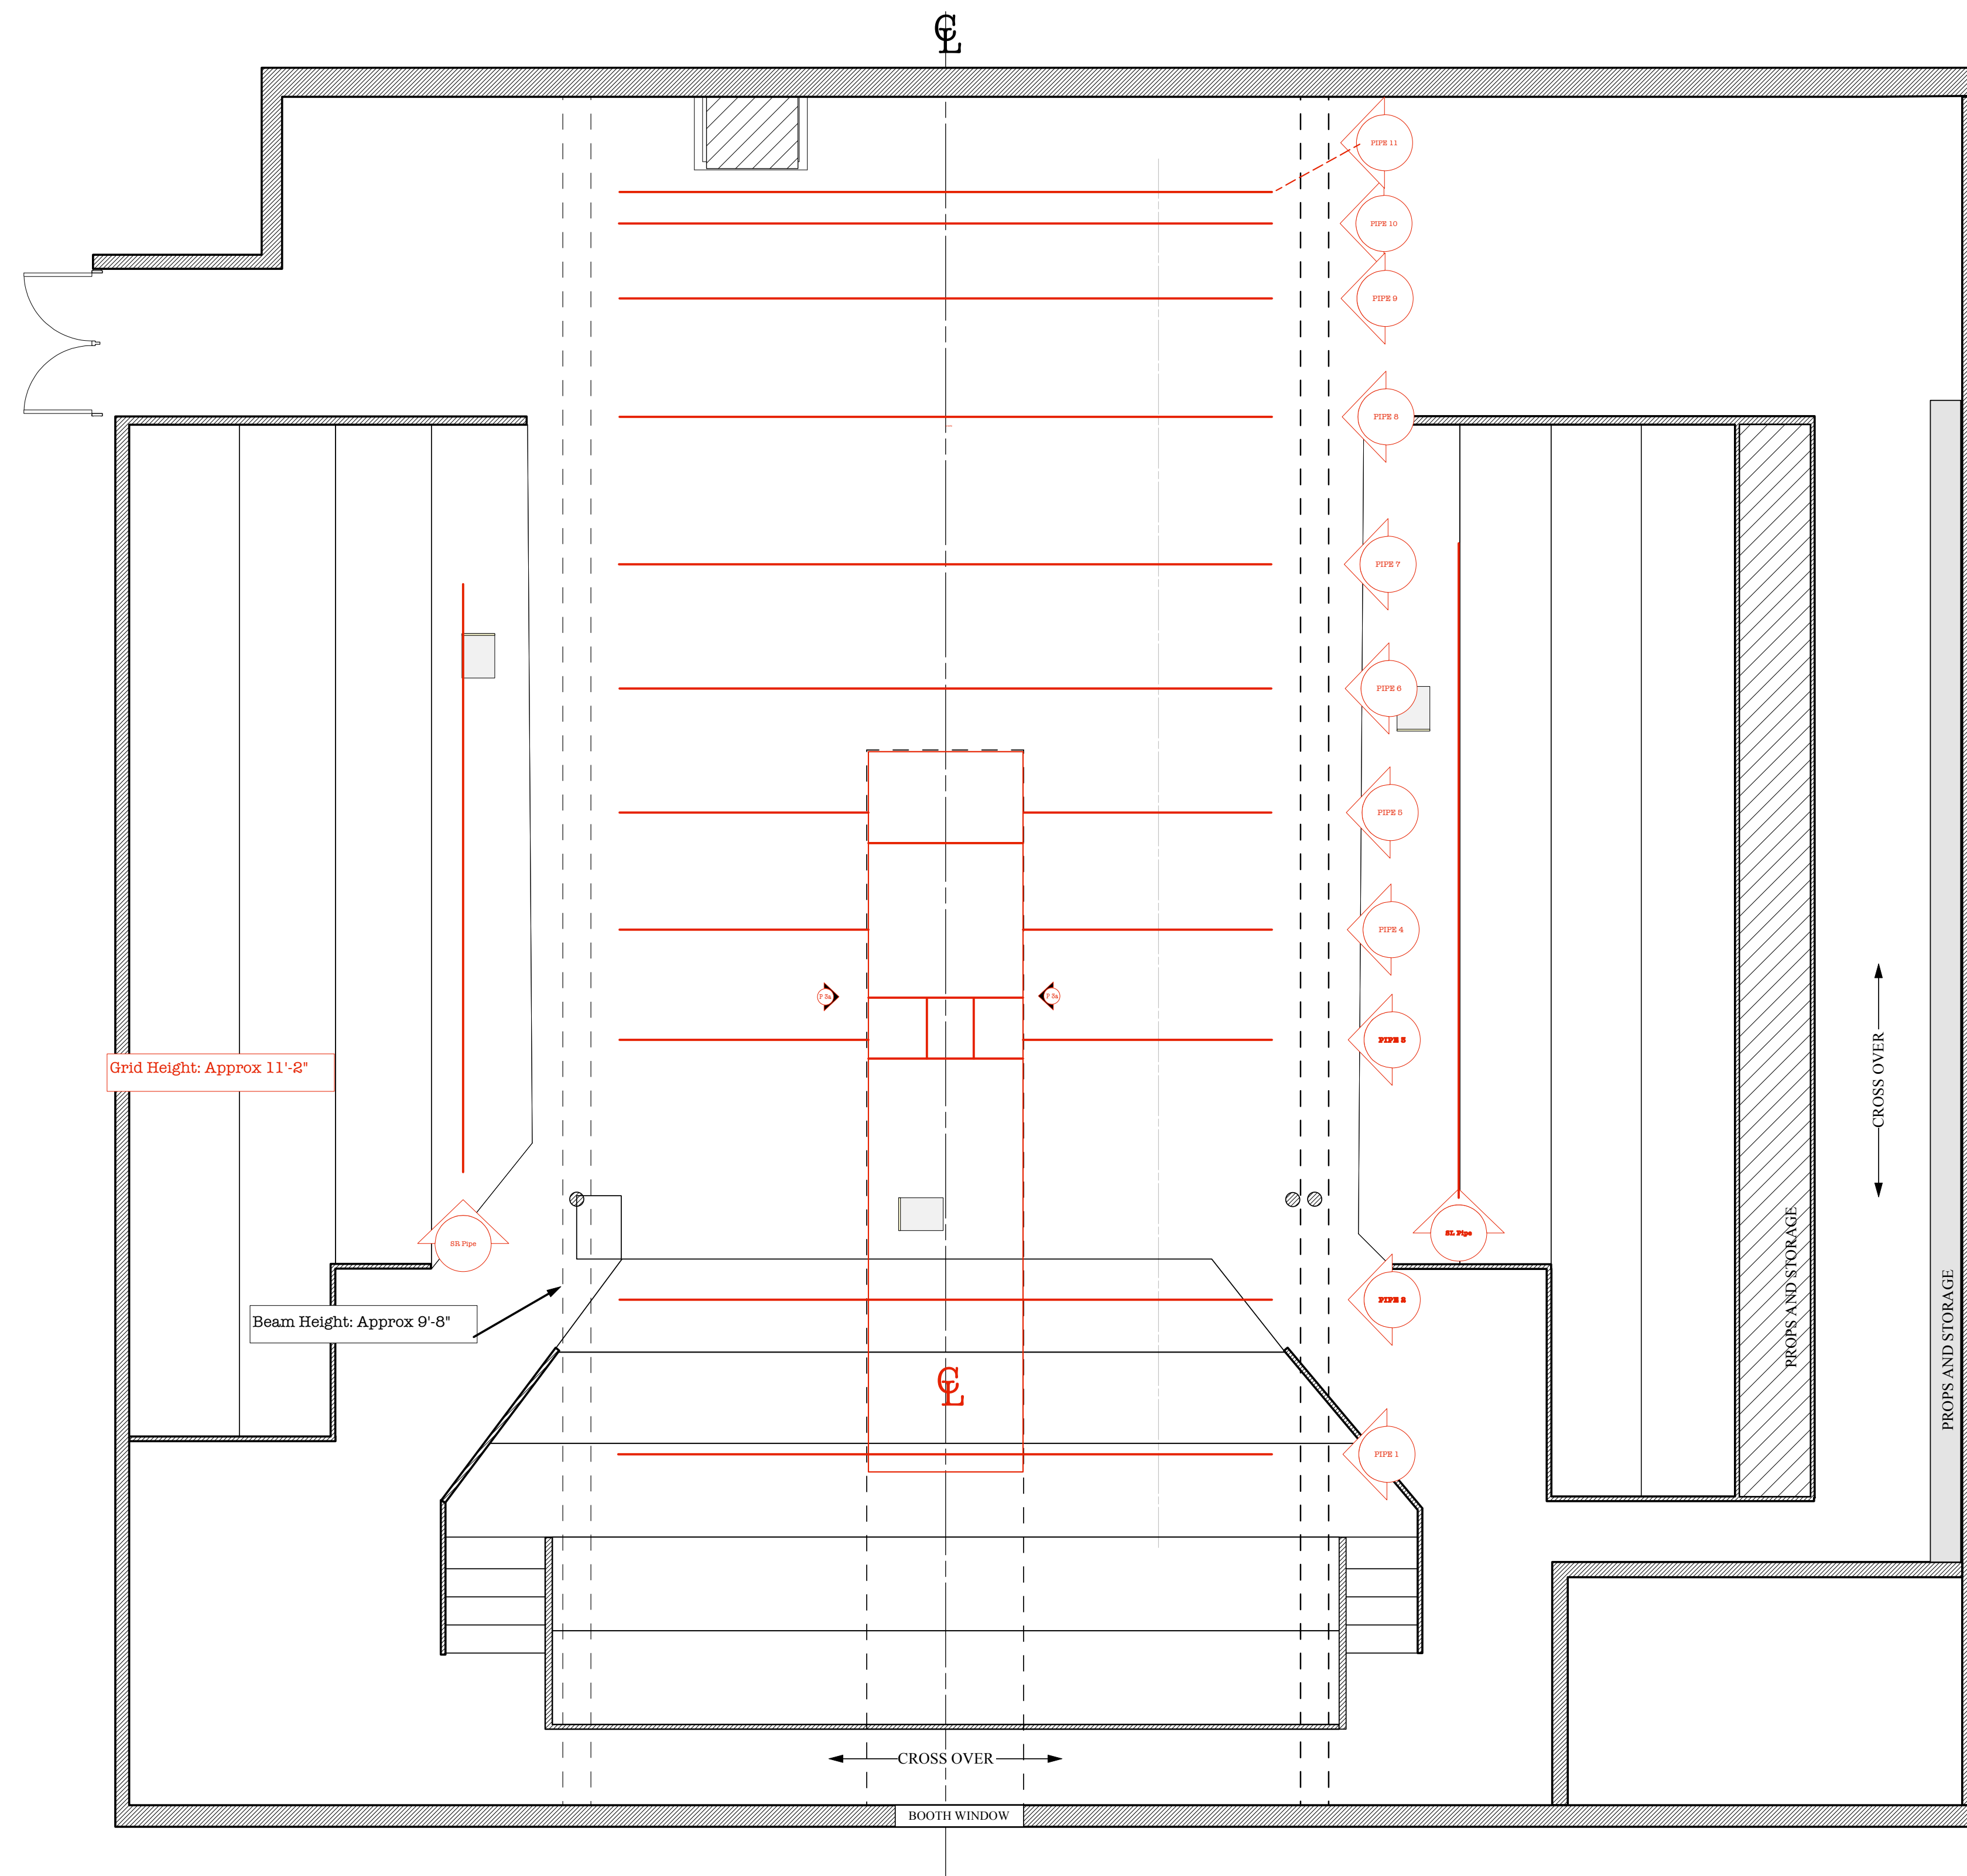 ℄
PIPE 11
PIPE 10
PIPE 9
PIPE 8
PIPE 7
PIPE 6
PIPE 5
PIPE 4
P 3a
P 3a
PIPE 3
Grid Height: Approx 11'-2"
CROSS OVER
SR Pipe
SL Pipe
PIPE 2
Beam Height: Approx 9'-8"
PROPS AND STORAGE
PROPS AND STORAGE
℄
PIPE 1
CROSS OVER
BOOTH WINDOW